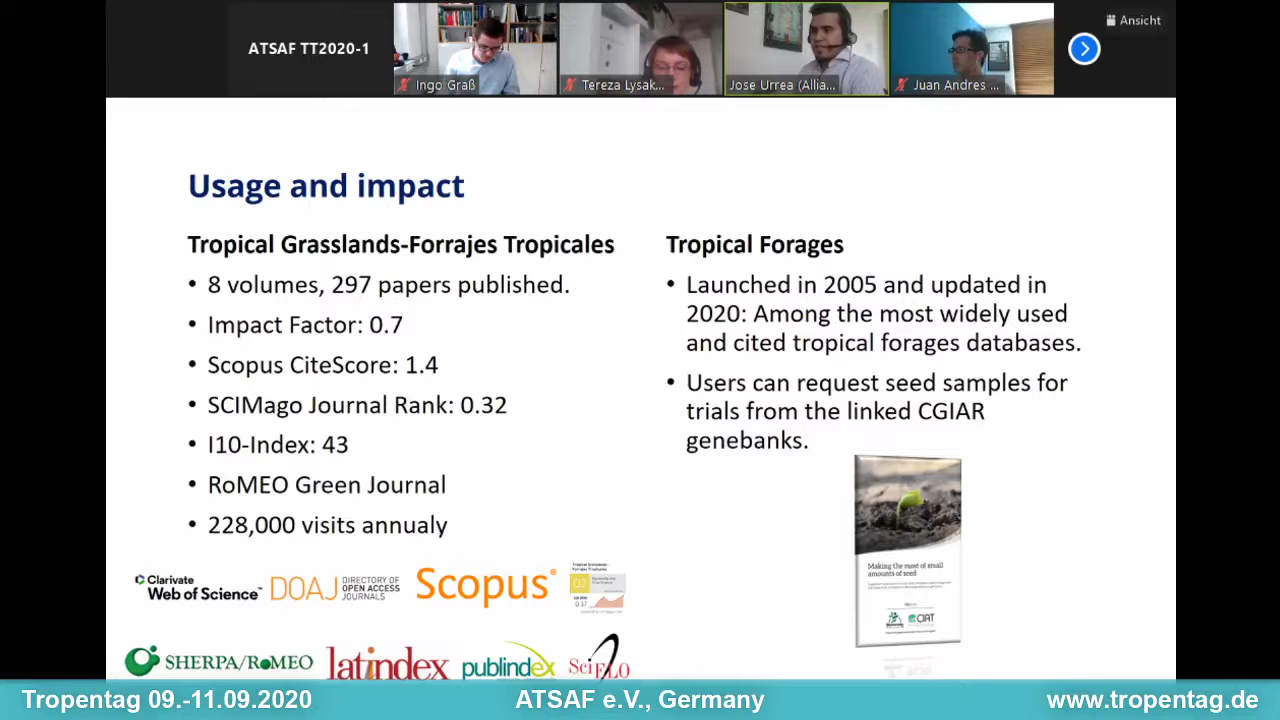 ATSAF TT2020-1
Ingo Graß
Tereza Lysak...
Jose Urrea (Allia...
Juan Andres ...
Ansicht
Usage and impact
Tropical Grasslands-Forrajes Tropicales
• 8 volumes, 297 papers published.
• Impact Factor: 0.7
• Scopus CiteScore: 1.4
• SCIMago Journal Rank: 0.32
• I10-Index: 43
• RoMEO Green Journal
• 228,000 visits annualy
Tropical Forages
• Launched in 2005 and updated in
2020: Among the most widely used
and cited tropical forages databases.
• Users can request seed samples for
trials from the linked CGIAR
genebanks.
Clarivate
Web of Science™
DOAJ
DIRECTORY OF
OPEN ACCESS
JOURNALS
Scopus®
Q2
0.37
SHERPA/RoMEO
latindex
publindex
SciELO
Making the most of small
amounts of seed
CIAT
Tropentag 09.-11.09.2020
ATSAF e.V., Germany
www.tropentag.de